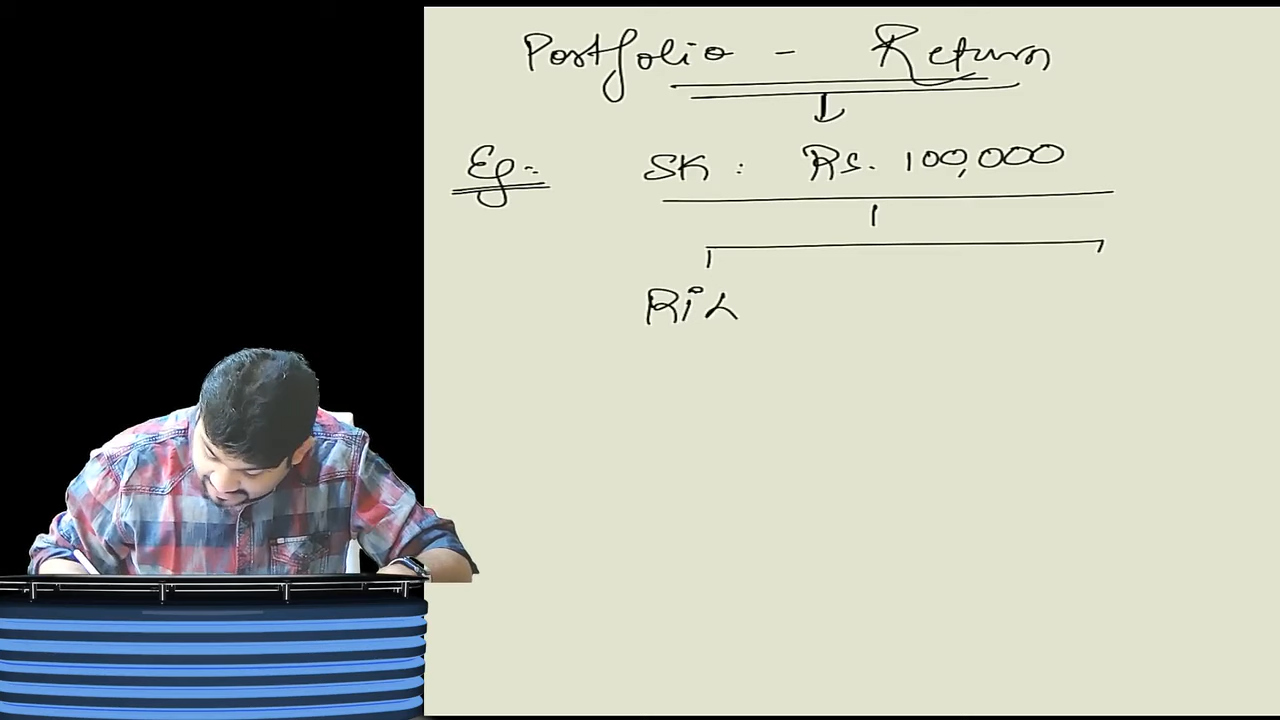 Portfolio - Return
Eg:- SK : Rs. 100,000
RIL